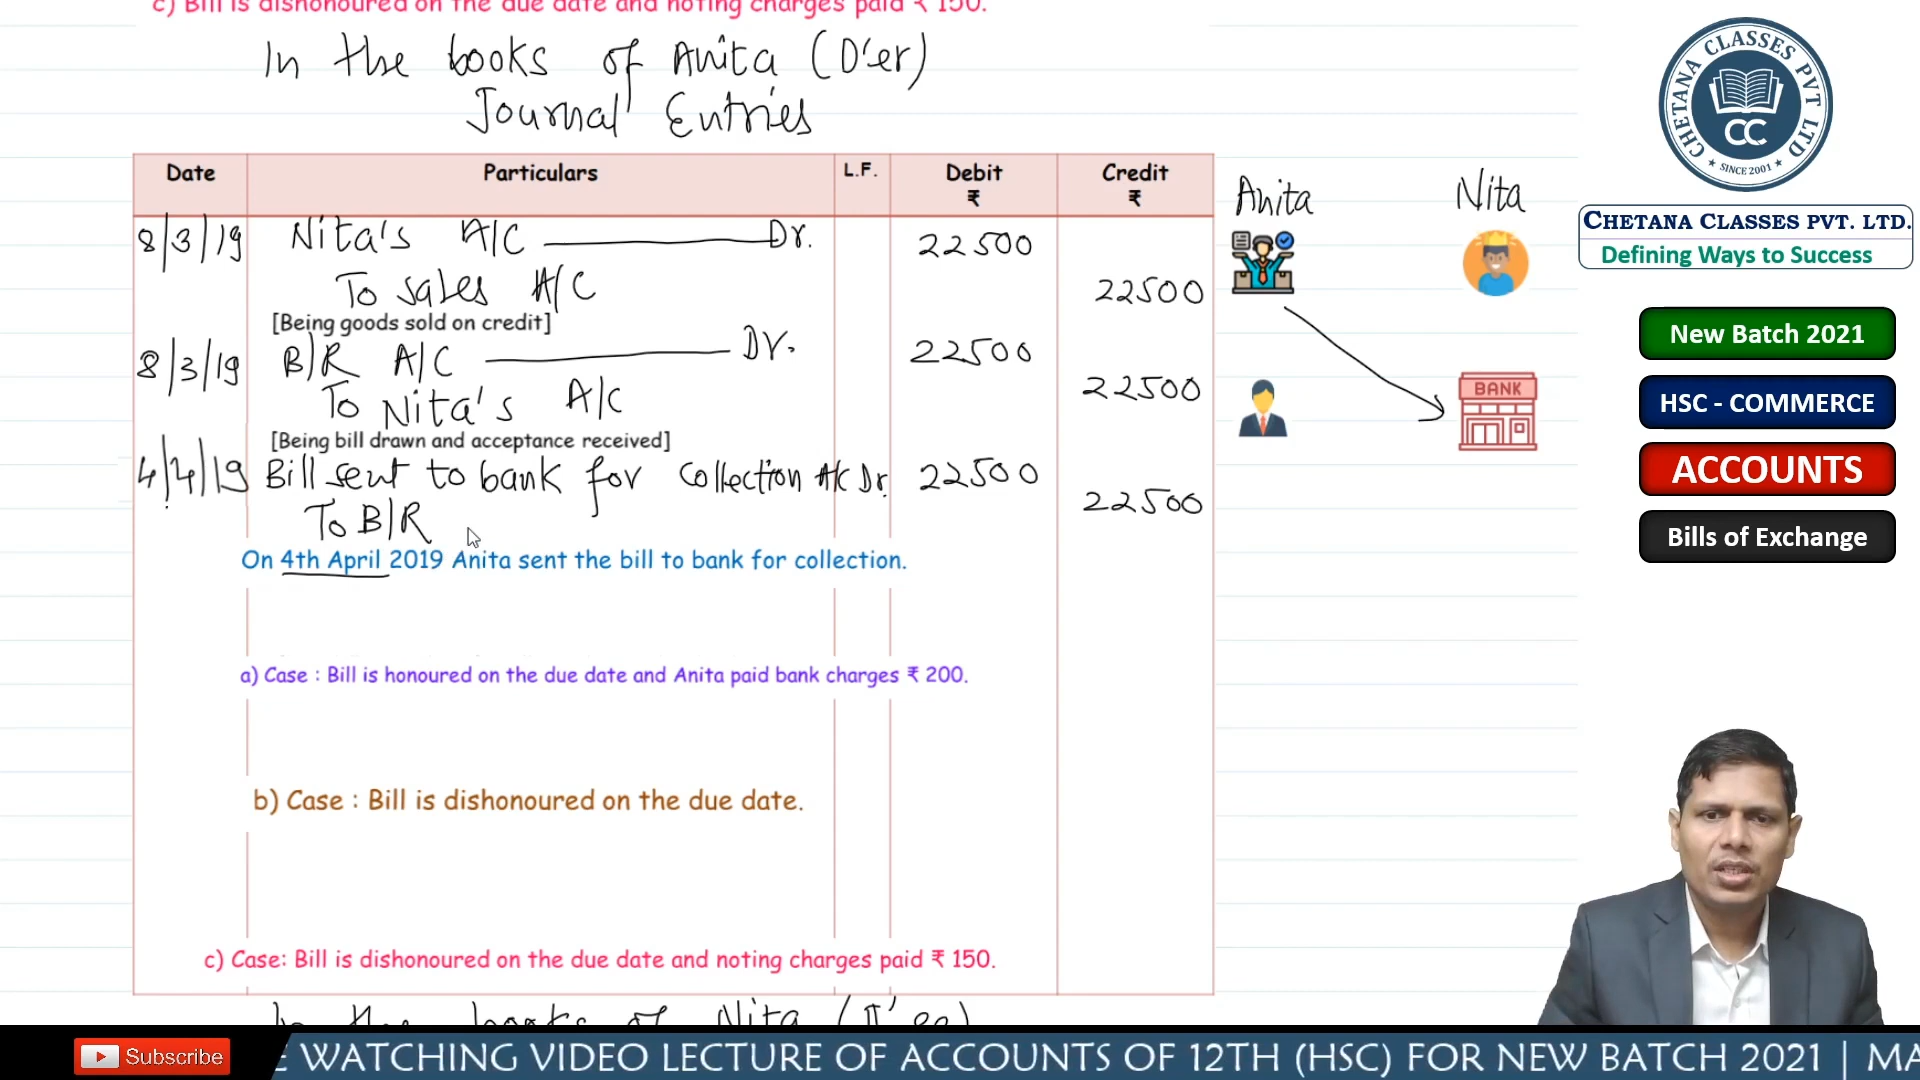 c) Bill is dishonoured on the due date and noting charges paid ₹ 150.
In the books of Anita (D'er)
Journal Entries
Date Particulars L.F. Debit ₹ Credit ₹
8/3/19 Nita's A/C Dr. 22500
To sales A/C 22500
[Being goods sold on credit]
8/3/19 B/R A/C Dr. 22500
To Nita's A/C 22500
[Being bill drawn and acceptance received]
4/4/19 Bill sent to bank for Collection A/C Dr. 22500
To B/R 22500
On 4th April 2019 Anita sent the bill to bank for collection.
a) Case : Bill is honoured on the due date and Anita paid bank charges ₹ 200.
b) Case : Bill is dishonoured on the due date.
c) Case: Bill is dishonoured on the due date and noting charges paid ₹ 150.
In the books of Nita (D'ee)
Anita Nita
BANK
CHETANA CLASSES PVT LTD
CC
SINCE 2001
CHETANA CLASSES PVT. LTD.
Defining Ways to Success
New Batch 2021
HSC - COMMERCE
ACCOUNTS
Bills of Exchange
Subscribe
E WATCHING VIDEO LECTURE OF ACCOUNTS OF 12TH (HSC) FOR NEW BATCH 2021 | MA